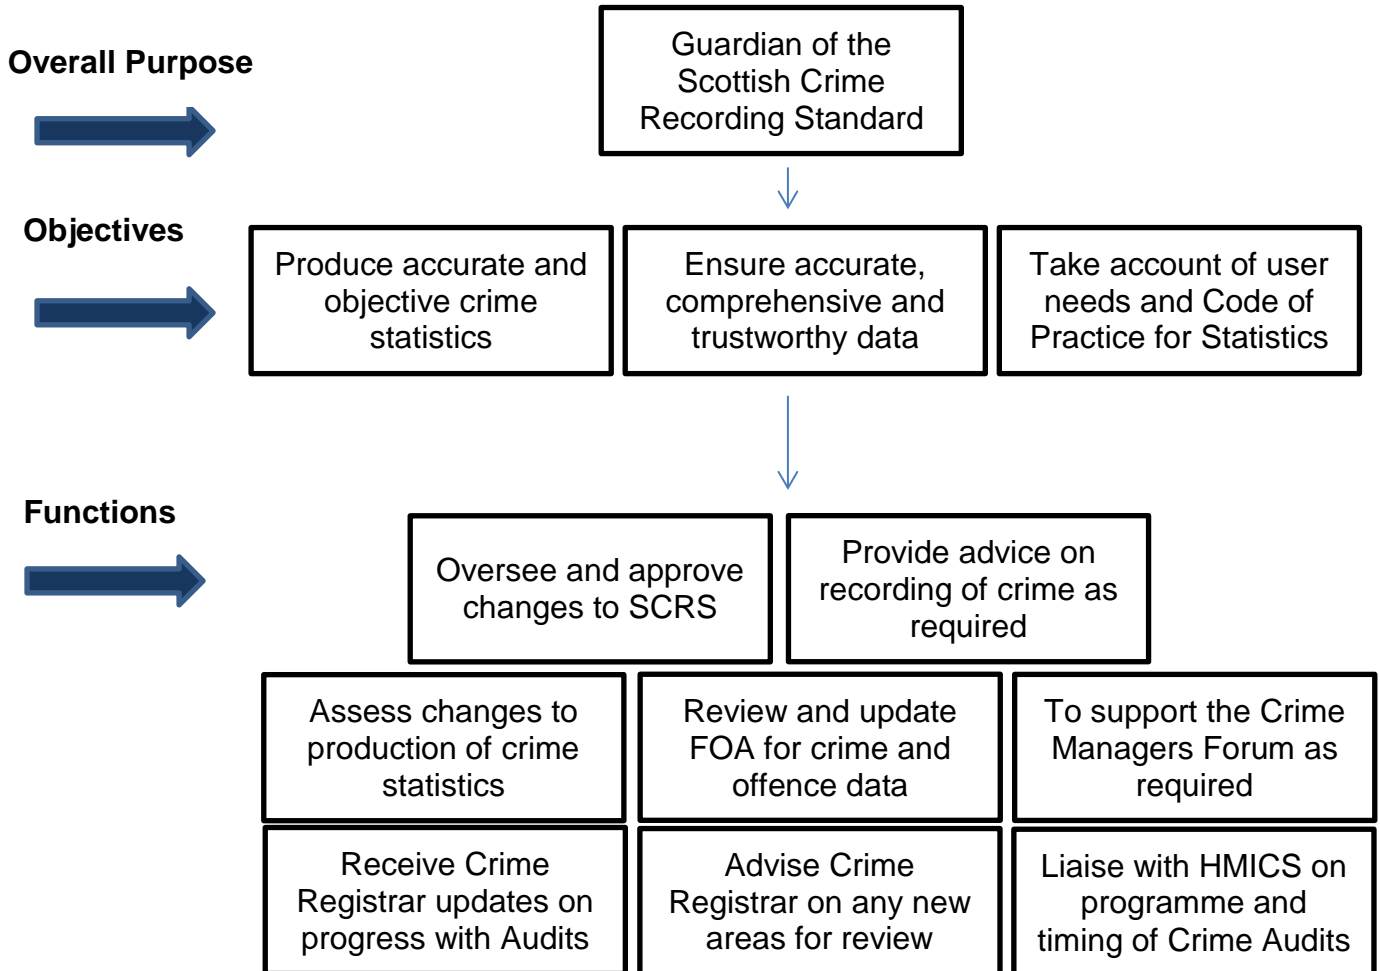 Overall Purpose
Guardian of the
Scottish Crime
Recording Standard
Objectives
Produce accurate and
objective crime
statistics
Ensure accurate,
comprehensive and
trustworthy data
Take account of user
needs and Code of
Practice for Statistics
Functions
Oversee and approve
changes to SCRS
Provide advice on
recording of crime as
required
Assess changes to
production of crime
statistics
Review and update
FOA for crime and
offence data
To support the Crime
Managers Forum as
required
Receive Crime
Registrar updates on
progress with Audits
Advise Crime
Registrar on any new
areas for review
Liaise with HMICS on
programme and
timing of Crime Audits